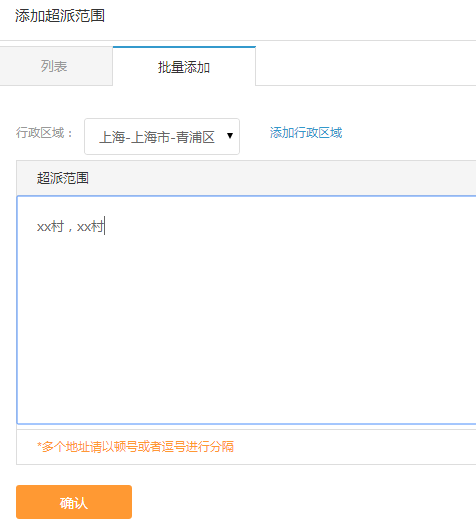 添加超派范围
列表 批量添加
行政区域： 上海-上海市-青浦区 添加行政区域
超派范围
xx村，xx村
*多个地址请以顿号或者逗号进行分隔
确认